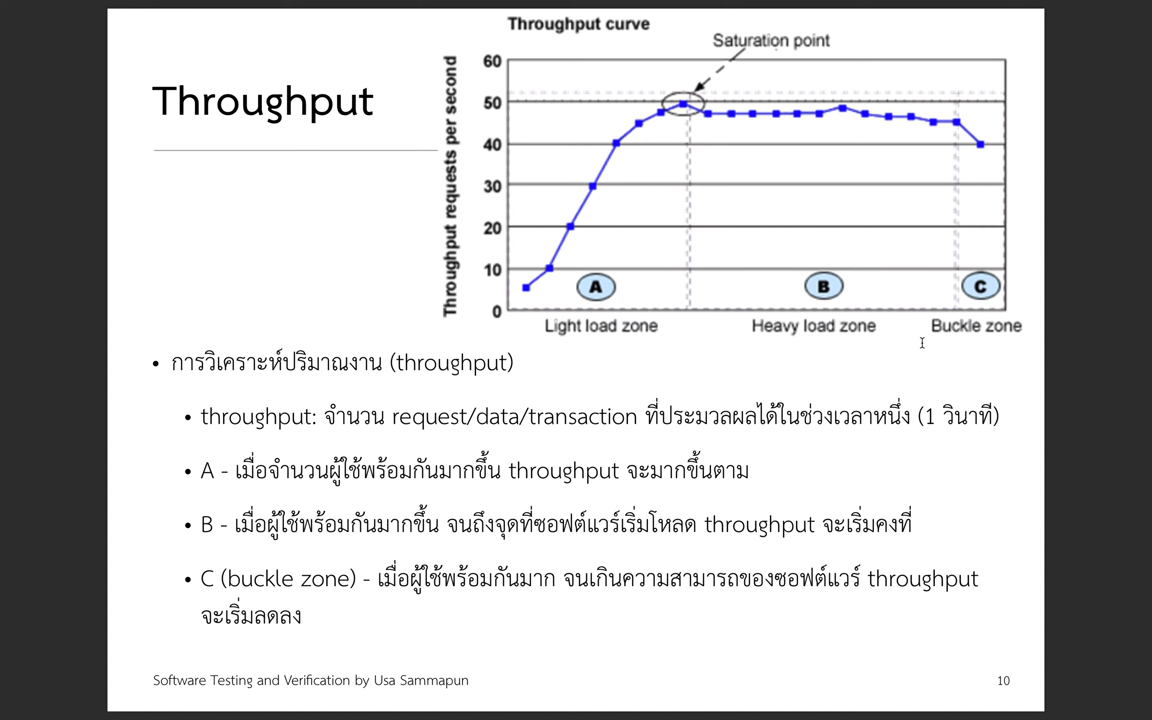 Throughput
Throughput curve
Saturation point
Throughput requests per second
60
50
40
30
20
10
0
A
B
C
Light load zone
Heavy load zone
Buckle zone
• การวิเคราะห์ปริมาณงาน (throughput)
• throughput: จำนวน request/data/transaction ที่ประมวลผลได้ในช่วงเวลาหนึ่ง (1 วินาที)
• A - เมื่อจำนวนผู้ใช้พร้อมกันมากขึ้น throughput จะมากขึ้นตาม
• B - เมื่อผู้ใช้พร้อมกันมากขึ้น จนถึงจุดที่ซอฟต์แวร์เริ่มโหลด throughput จะเริ่มคงที่
• C (buckle zone) - เมื่อผู้ใช้พร้อมกันมาก จนเกินความสามารถของซอฟต์แวร์ throughput
จะเริ่มลดลง
Software Testing and Verification by Usa Sammapun
10